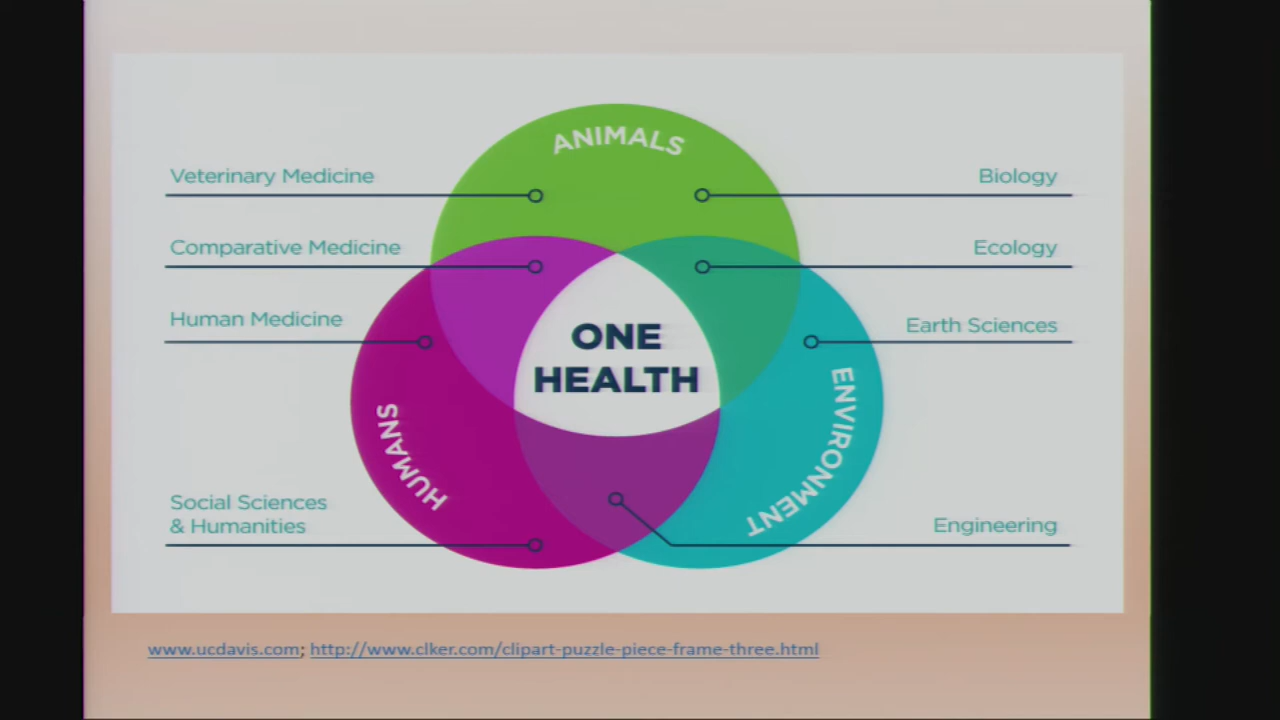 ANIMALS
Veterinary Medicine
Biology
Comparative Medicine
Ecology
Human Medicine
Earth Sciences
ONE
HEALTH
HUMANS
ENVIRONMENT
Social Sciences
& Humanities
Engineering
www.ucdavis.com; http://www.clker.com/clipart-puzzle-piece-frame-three.html